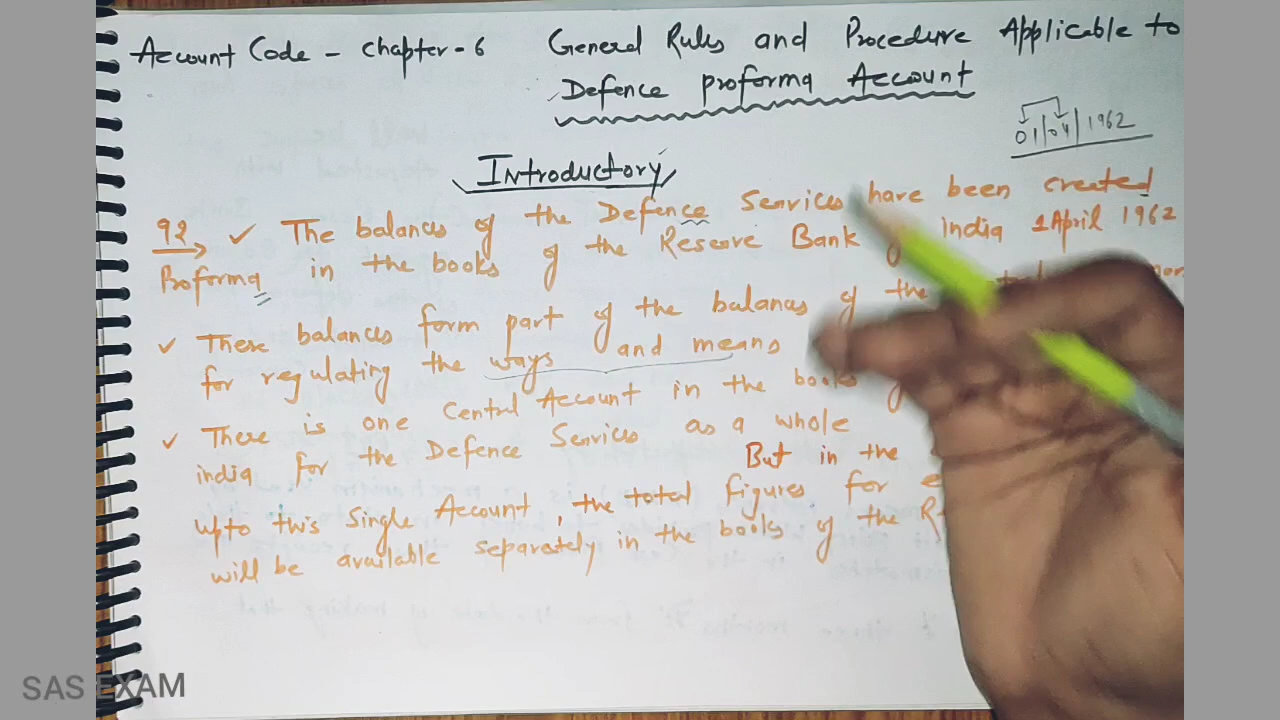 Account Code - Chapter-6 General Rules and Procedure Applicable to
Defence proforma Account
01/04/1962
Introductory
92 The balances of the Defence Services have been created
Proforma in the books of the Reserve Bank India 1 April 1962
These balances form part of the balances of the
for regulating the ways and means
There is one Central Account in the books
india for the Defence Services as a whole
But in the
upto this single Account, the total figures for
will be available separately in the books of the
SAS EXAM